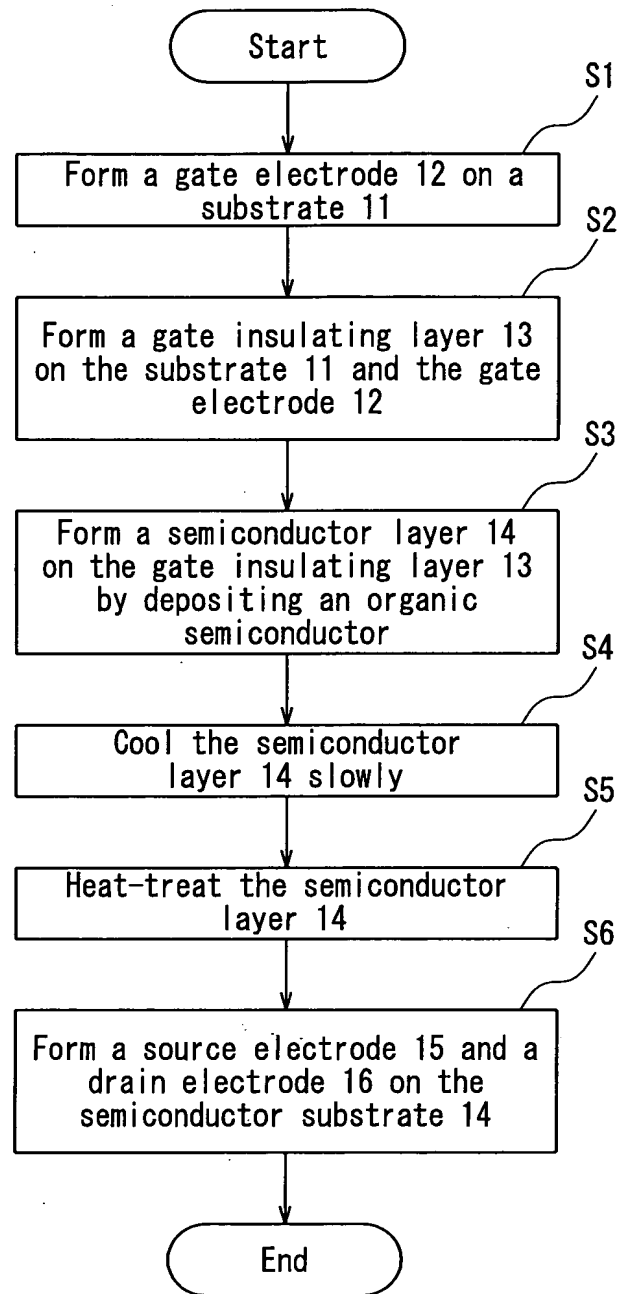 Start
S1
Form a gate electrode 12 on a
substrate 11
S2
Form a gate insulating layer 13
on the substrate 11 and the gate
electrode 12
S3
Form a semiconductor layer 14
on the gate insulating layer 13
by depositing an organic
semiconductor
S4
Cool the semiconductor
layer 14 slowly
S5
Heat-treat the semiconductor
layer 14
S6
Form a source electrode 15 and a
drain electrode 16 on the
semiconductor substrate 14
End